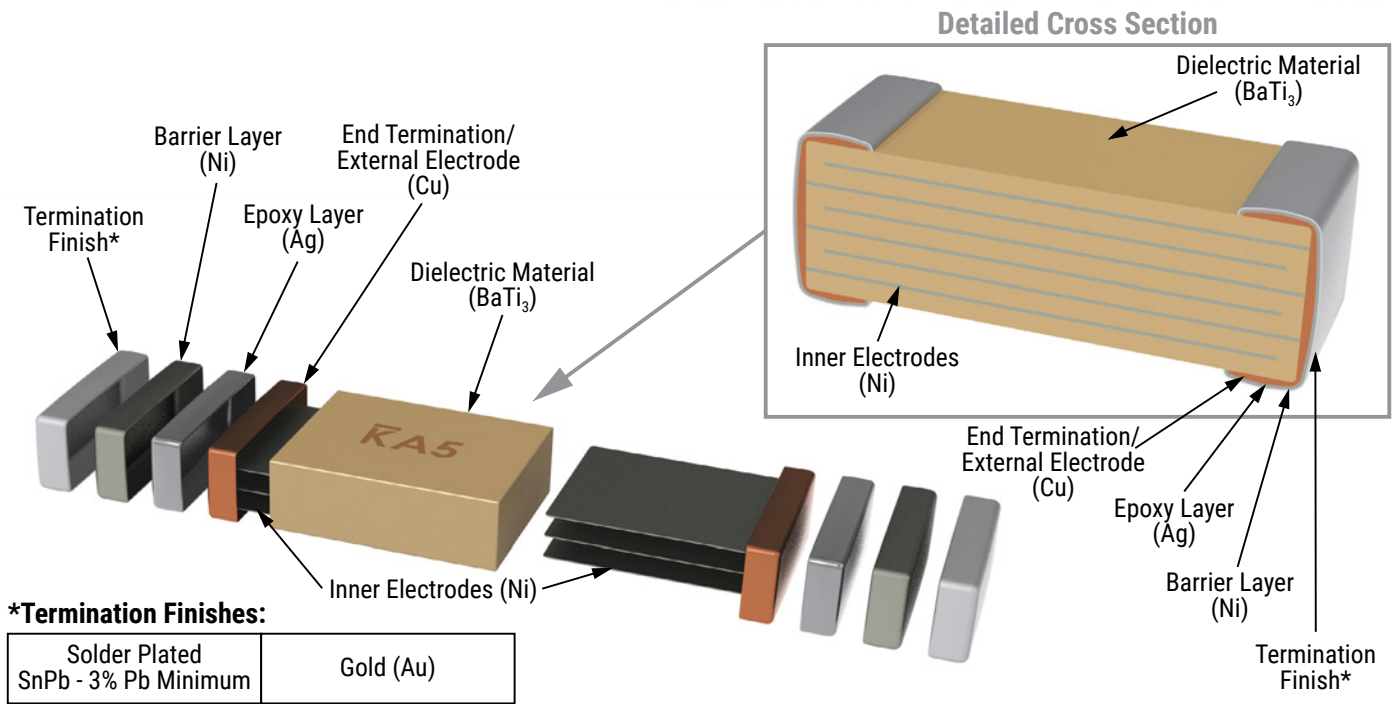 Detailed Cross Section
Dielectric Material
(BaTi₃)
Inner Electrodes
(Ni)
End Termination/
External Electrode
(Cu)
Epoxy Layer
(Ag)
Barrier Layer
(Ni)
Termination
Finish*
Termination
Finish*
Barrier Layer
(Ni)
Epoxy Layer
(Ag)
End Termination/
External Electrode
(Cu)
Dielectric Material
(BaTi₃)
KA5
Inner Electrodes (Ni)
*Termination Finishes:
Solder Plated
SnPb - 3% Pb Minimum
Gold (Au)